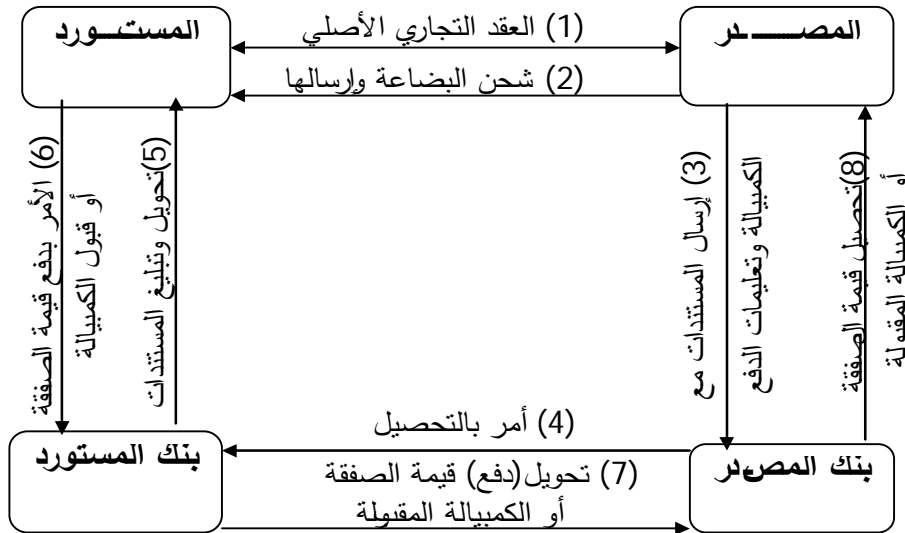 المصدر
المستورد
(1) العقد التجاري الأصلي
(2) شحن البضاعة وإرسالها
(3) إرسال المستندات مع
الكمبيالة وتعليمات الدفع
(8) تحصيل قيمة الصفقة
أو الكمبيالة المقبولة
(5) تحويل وتبليغ المستندات
(6) الأمر بدفع قيمة الصفقة
أو قبول الكمبيالة
(4) أمر بالتحصيل
(7) تحويل(دفع) قيمة الصفقة
أو الكمبيالة المقبولة
بنك المصدر
بنك المستورد